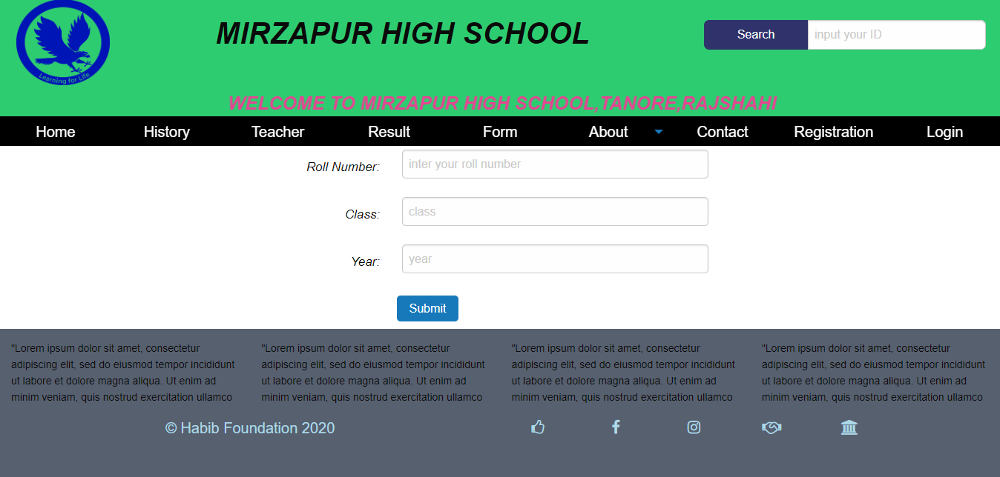 Learning for Life
MIRZAPUR HIGH SCHOOL
Search
input your ID
WELCOME TO MIRZAPUR HIGH SCHOOL,TANORE,RAJSHAHI
Home
History
Teacher
Result
Form
About
Contact
Registration
Login
Roll Number:
inter your roll number
Class:
class
Year:
year
Submit
"Lorem ipsum dolor sit amet, consectetur
adipiscing elit, sed do eiusmod tempor incididunt
ut labore et dolore magna aliqua. Ut enim ad
minim veniam, quis nostrud exercitation ullamco
"Lorem ipsum dolor sit amet, consectetur
adipiscing elit, sed do eiusmod tempor incididunt
ut labore et dolore magna aliqua. Ut enim ad
minim veniam, quis nostrud exercitation ullamco
"Lorem ipsum dolor sit amet, consectetur
adipiscing elit, sed do eiusmod tempor incididunt
ut labore et dolore magna aliqua. Ut enim ad
minim veniam, quis nostrud exercitation ullamco
"Lorem ipsum dolor sit amet, consectetur
adipiscing elit, sed do eiusmod tempor incididunt
ut labore et dolore magna aliqua. Ut enim ad
minim veniam, quis nostrud exercitation ullamco
© Habib Foundation 2020